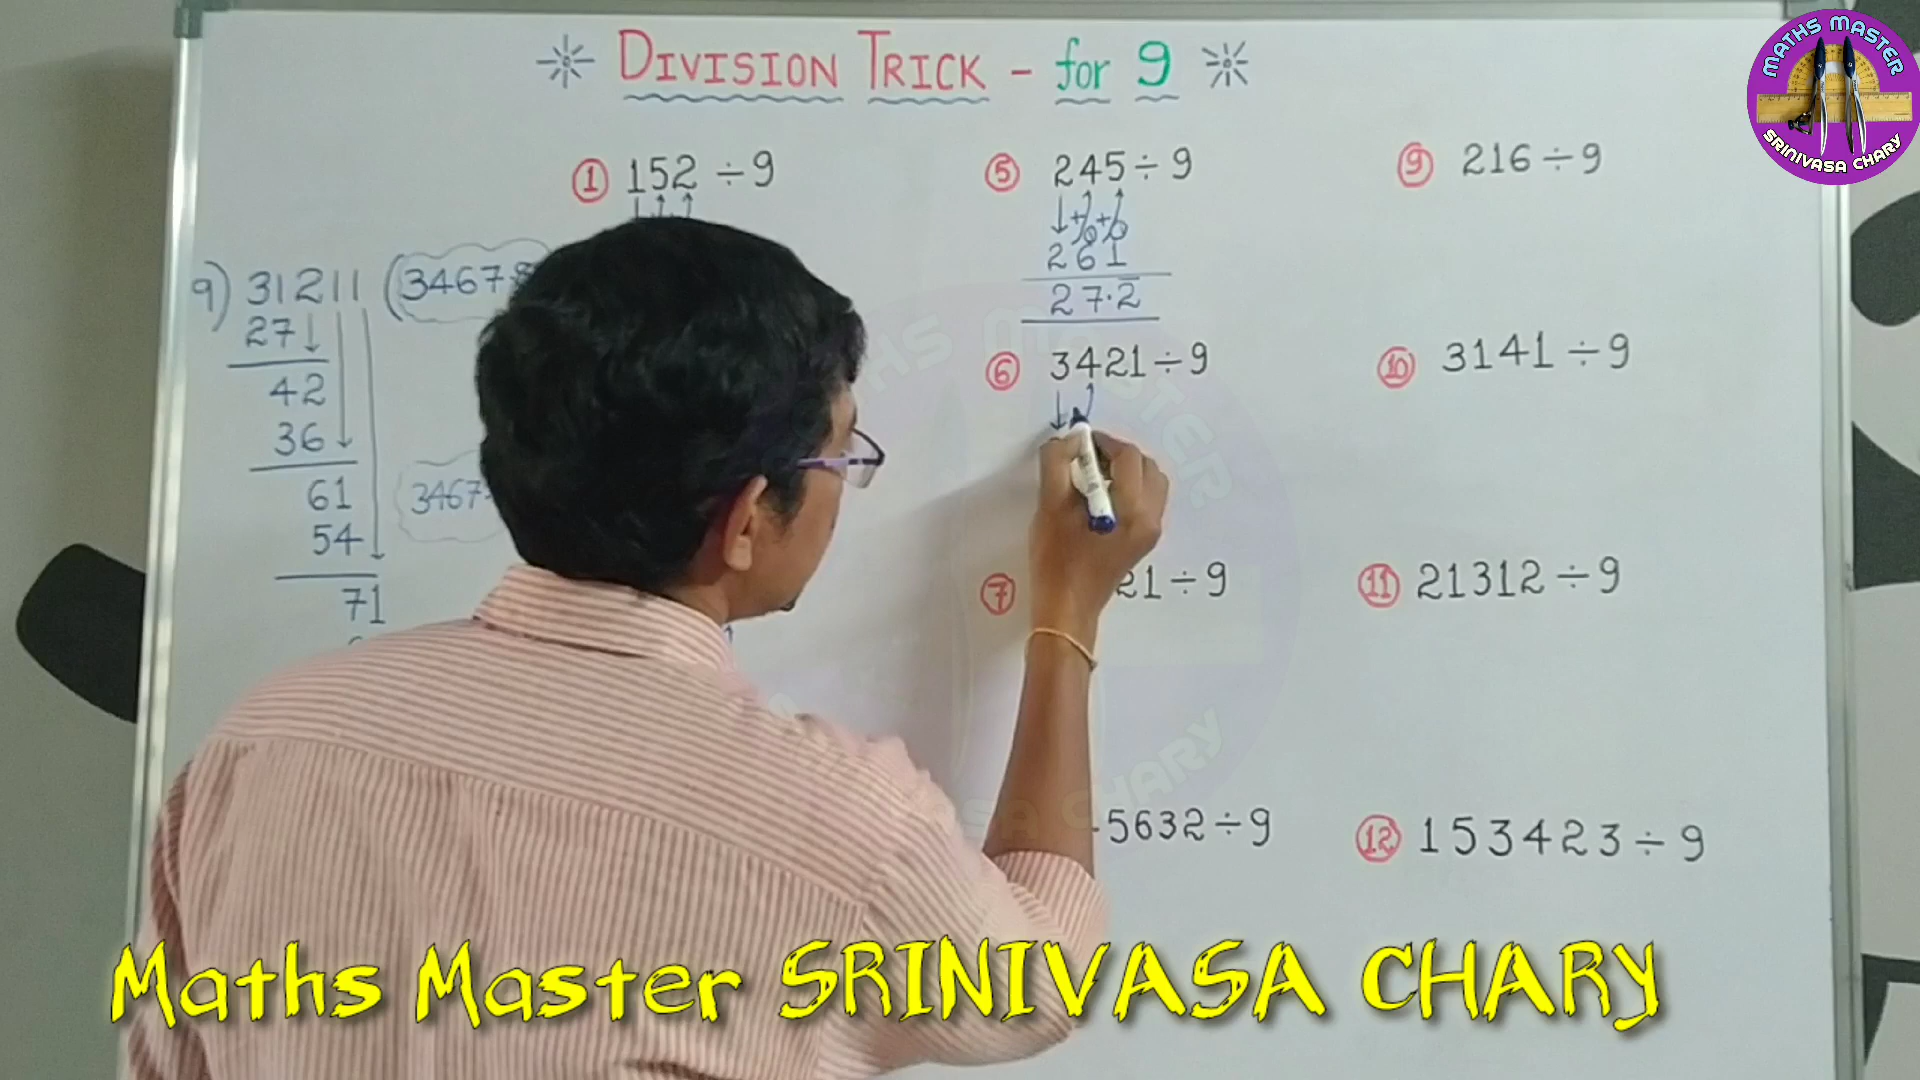 DIVISION TRICK - for 9
① 152 ÷ 9
9) 31211 (3467
27
42
36
61
54
71
3467
⑤ 245 ÷ 9
+ +
261
27.2
⑥ 3421 ÷ 9
⑦ 21 ÷ 9
5632 ÷ 9
⑨ 216 ÷ 9
⑩ 3141 ÷ 9
⑪ 21312 ÷ 9
⑫ 153423 ÷ 9
MATHS MASTER
SRINIVASA CHARY
Maths Master SRINIVASA CHARY